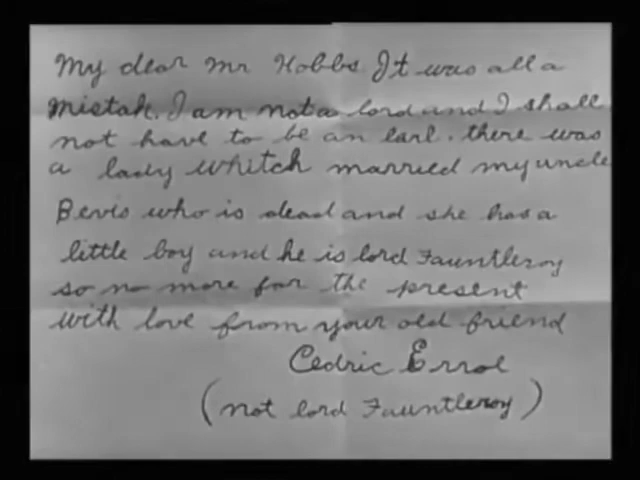 My dear Mr Hobbs. It was all a
mistak. I am not a lord and I shall
not have to be an earl. there was
a lady whitch married my uncle
Bevis who is dead and she has a
little boy and he is lord Fauntleroy
so no more for the present
with love from your old friend
Cedric Errol
(not lord Fauntleroy)